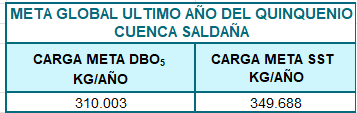 META GLOBAL ULTIMO AÑO DEL QUINQUENIO
CUENCA SALDAÑA
CARGA META DBO₅
KG/AÑO
CARGA META SST
KG/AÑO
310.003
349.688